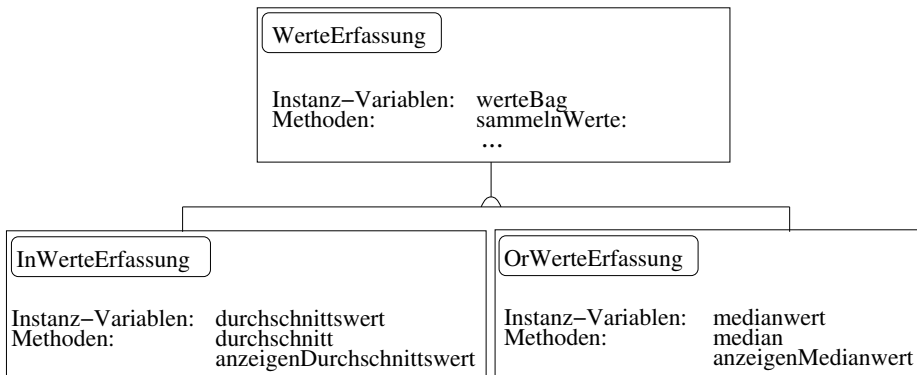 WerteErfassung
Instanz−Variablen: werteBag
Methoden: sammelnWerte:
...
InWerteErfassung
Instanz−Variablen: durchschnittswert
Methoden: durchschnitt
anzeigenDurchschnittswert
OrWerteErfassung
Instanz−Variablen: medianwert
Methoden: median
anzeigenMedianwert